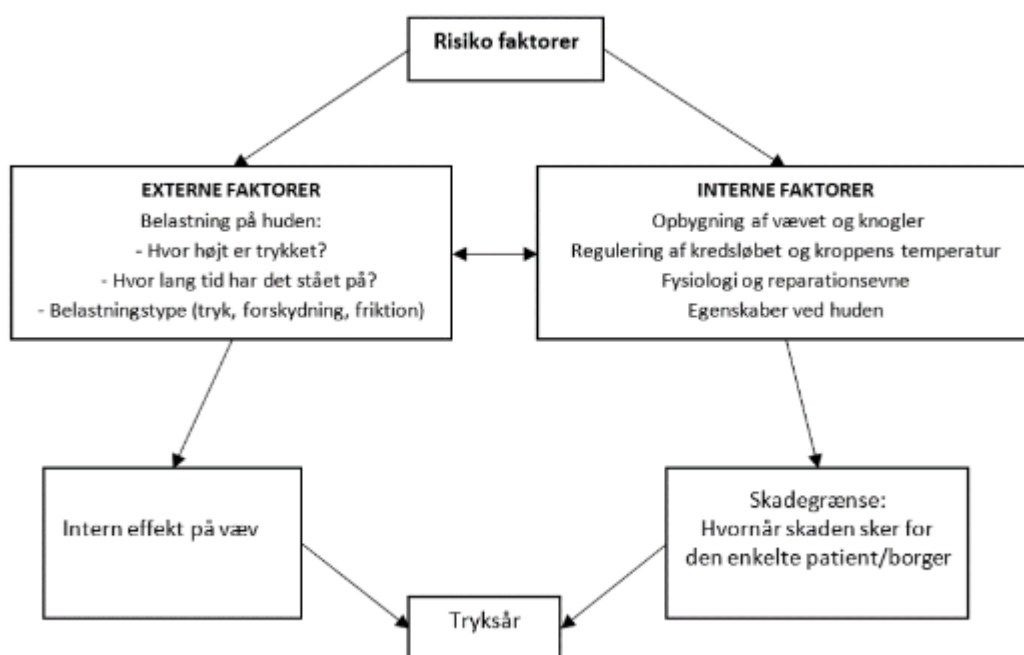 Risiko faktorer
EXTERNE FAKTORER
Belastning på huden:
- Hvor højt er trykket?
- Hvor lang tid har det stået på?
- Belastningstype (tryk, forskydning, friktion)
INTERNE FAKTORER
Opbygning af vævet og knogler
Regulering af kredsløbet og kroppens temperatur
Fysiologi og reparationsevne
Egenskaber ved huden
Intern effekt på væv
Skadegrænse:
Hvornår skaden sker for
den enkelte patient/borger
Tryksår